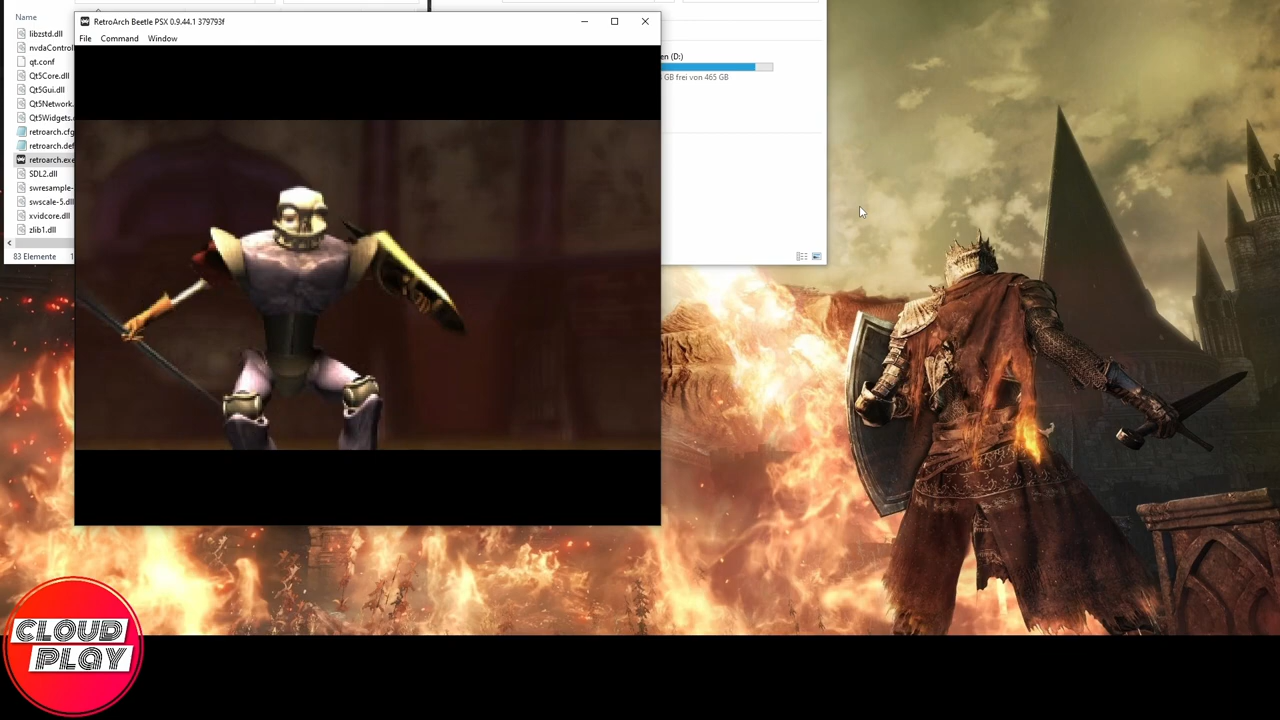 RetroArch Beetle PSX 0.9.44.1 379793f
File Command Window
Name
libzstd.dll
nvdaControl
qt.conf
Qt5Core.dll
Qt5Gui.dll
Qt5Network.
Qt5Widgets.
retroarch.cfg
retroarch.def
retroarch.exe
SDL2.dll
swresample-
swscale-5.dll
xvidcore.dll
zlib1.dll
83 Elemente
en (D:)
GB frei von 465 GB
CLOUD
PLAY